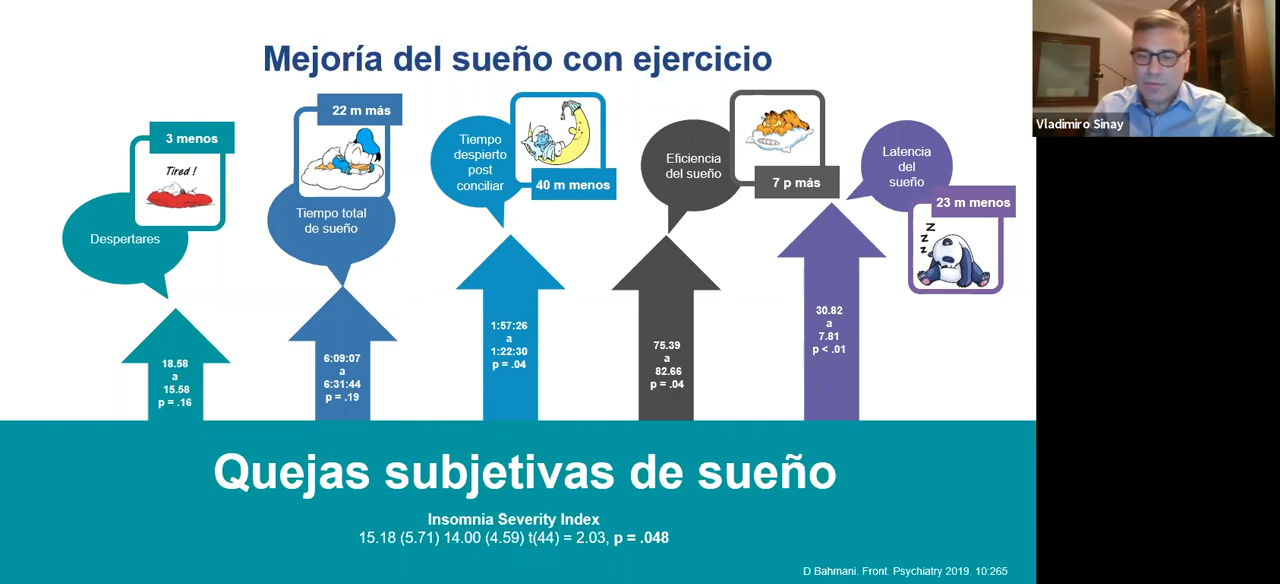 Mejoría del sueño con ejercicio
3 menos
Tired !
Despertares
18.58
a
15.58
p = .16
22 m más
Tiempo total
de sueño
6:09:07
a
6:31:44
p = .19
Tiempo
despierto
post
conciliar
40 m menos
1:57:26
a
1:22:30
p = .04
Eficiencia
del sueño
7 p más
75.39
a
82.66
p = .04
Latencia
del
sueño
23 m menos
Z
Z
Z
30.82
a
7.81
p < .01
Quejas subjetivas de sueño
Insomnia Severity Index
15.18 (5.71) 14.00 (4.59) t(44) = 2.03, p = .048
D Bahmani. Front. Psychiatry 2019. 10:265
Vladimiro Sinay